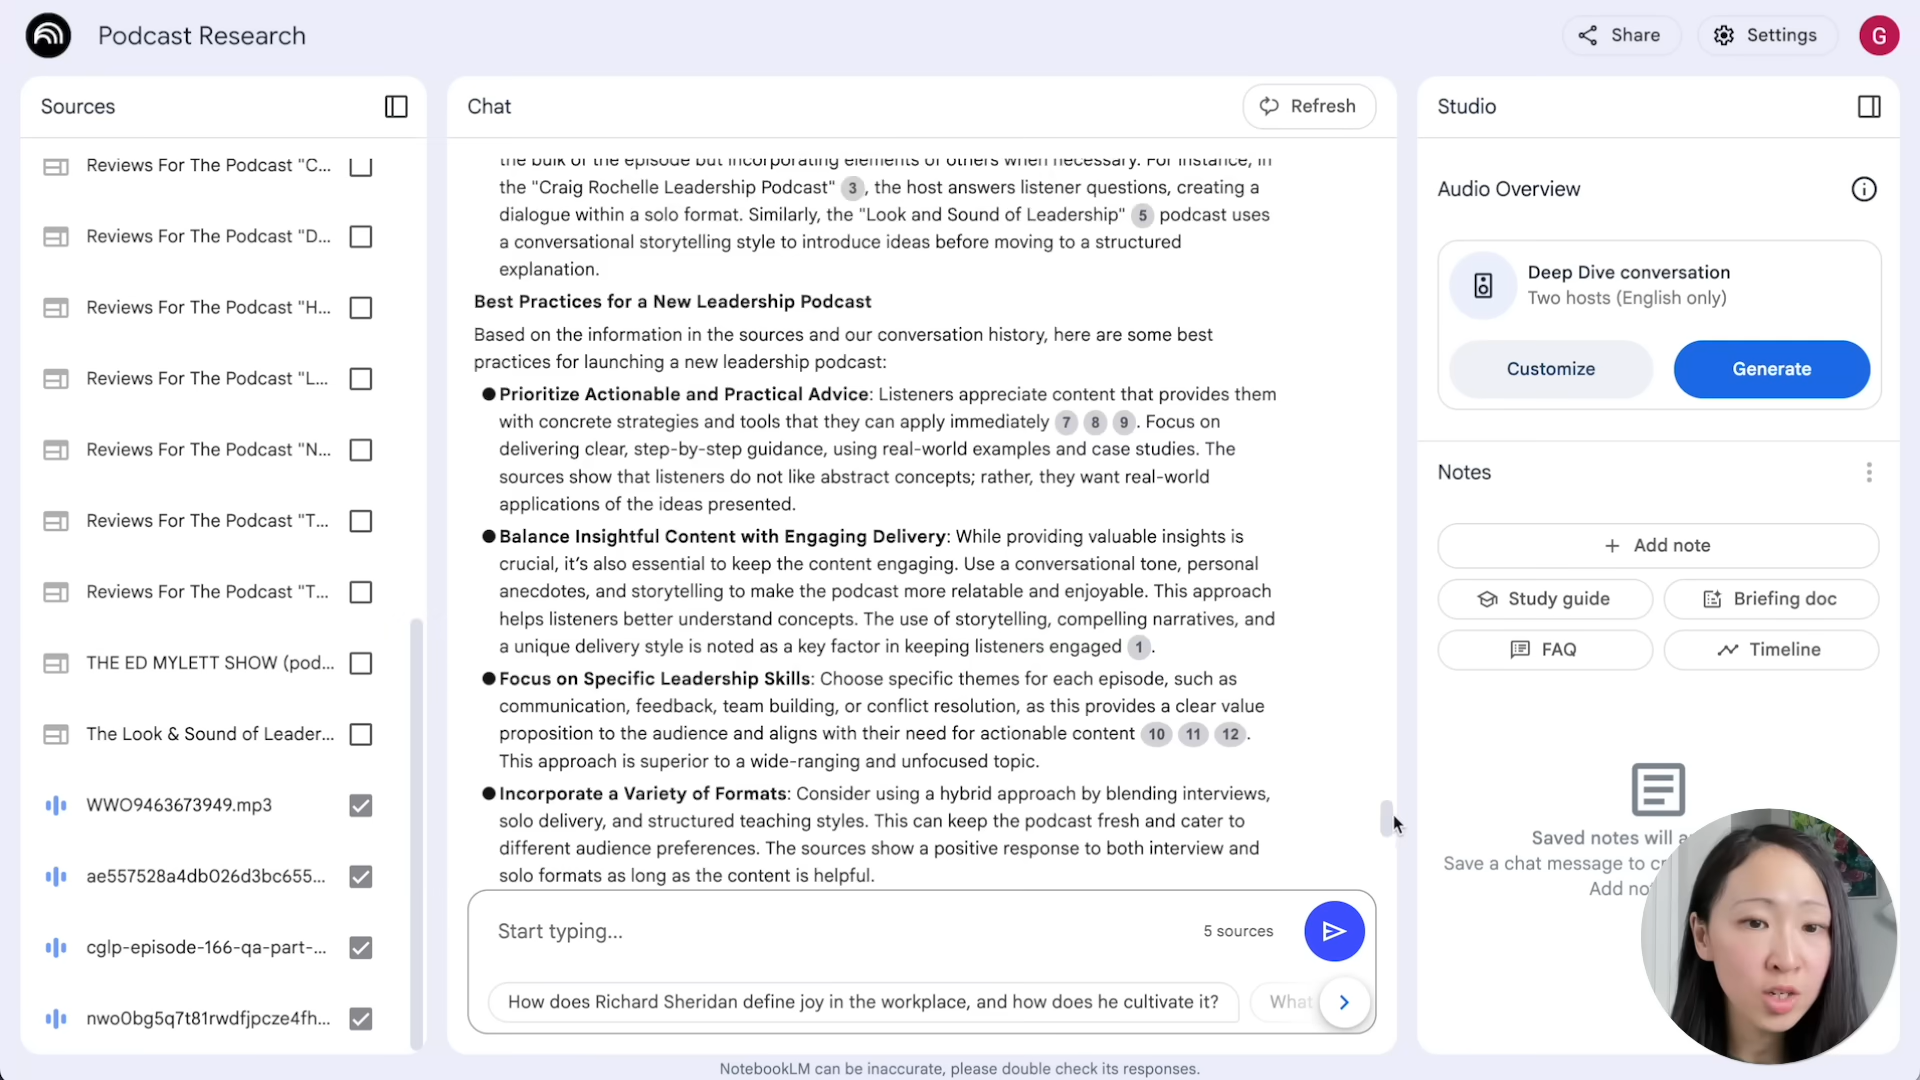 Podcast Research
Share
Settings
G
Sources
Chat
Refresh
Studio
Reviews For The Podcast "C...
Reviews For The Podcast "D...
Reviews For The Podcast "H...
Reviews For The Podcast "L...
Reviews For The Podcast "N...
Reviews For The Podcast "T...
Reviews For The Podcast "T...
THE ED MYLETT SHOW (pod...
The Look & Sound of Leader...
WWO9463673949.mp3
ae557528a4db026d3bc655...
cglp-episode-166-qa-part-...
nwo0bg5q7t81rwdfjpcze4fh...
the bulk of the episode but incorporating elements of others when necessary. For instance, in
the "Craig Rochelle Leadership Podcast" 3, the host answers listener questions, creating a
dialogue within a solo format. Similarly, the "Look and Sound of Leadership" 5 podcast uses
a conversational storytelling style to introduce ideas before moving to a structured
explanation.
Best Practices for a New Leadership Podcast
Based on the information in the sources and our conversation history, here are some best
practices for launching a new leadership podcast:
● Prioritize Actionable and Practical Advice: Listeners appreciate content that provides them
with concrete strategies and tools that they can apply immediately 7 8 9. Focus on
delivering clear, step-by-step guidance, using real-world examples and case studies. The
sources show that listeners do not like abstract concepts; rather, they want real-world
applications of the ideas presented.
● Balance Insightful Content with Engaging Delivery: While providing valuable insights is
crucial, it's also essential to keep the content engaging. Use a conversational tone, personal
anecdotes, and storytelling to make the podcast more relatable and enjoyable. This approach
helps listeners better understand concepts. The use of storytelling, compelling narratives, and
a unique delivery style is noted as a key factor in keeping listeners engaged 1.
● Focus on Specific Leadership Skills: Choose specific themes for each episode, such as
communication, feedback, team building, or conflict resolution, as this provides a clear value
proposition to the audience and aligns with their need for actionable content 10 11 12.
This approach is superior to a wide-ranging and unfocused topic.
● Incorporate a Variety of Formats: Consider using a hybrid approach by blending interviews,
solo delivery, and structured teaching styles. This can keep the podcast fresh and cater to
different audience preferences. The sources show a positive response to both interview and
solo formats as long as the content is helpful.
Start typing...
5 sources
How does Richard Sheridan define joy in the workplace, and how does he cultivate it?
What
Audio Overview
Deep Dive conversation
Two hosts (English only)
Customize
Generate
Notes
Add note
Study guide
Briefing doc
FAQ
Timeline
Saved notes will
Save a chat message to
Add
NotebookLM can be inaccurate, please double check its responses.